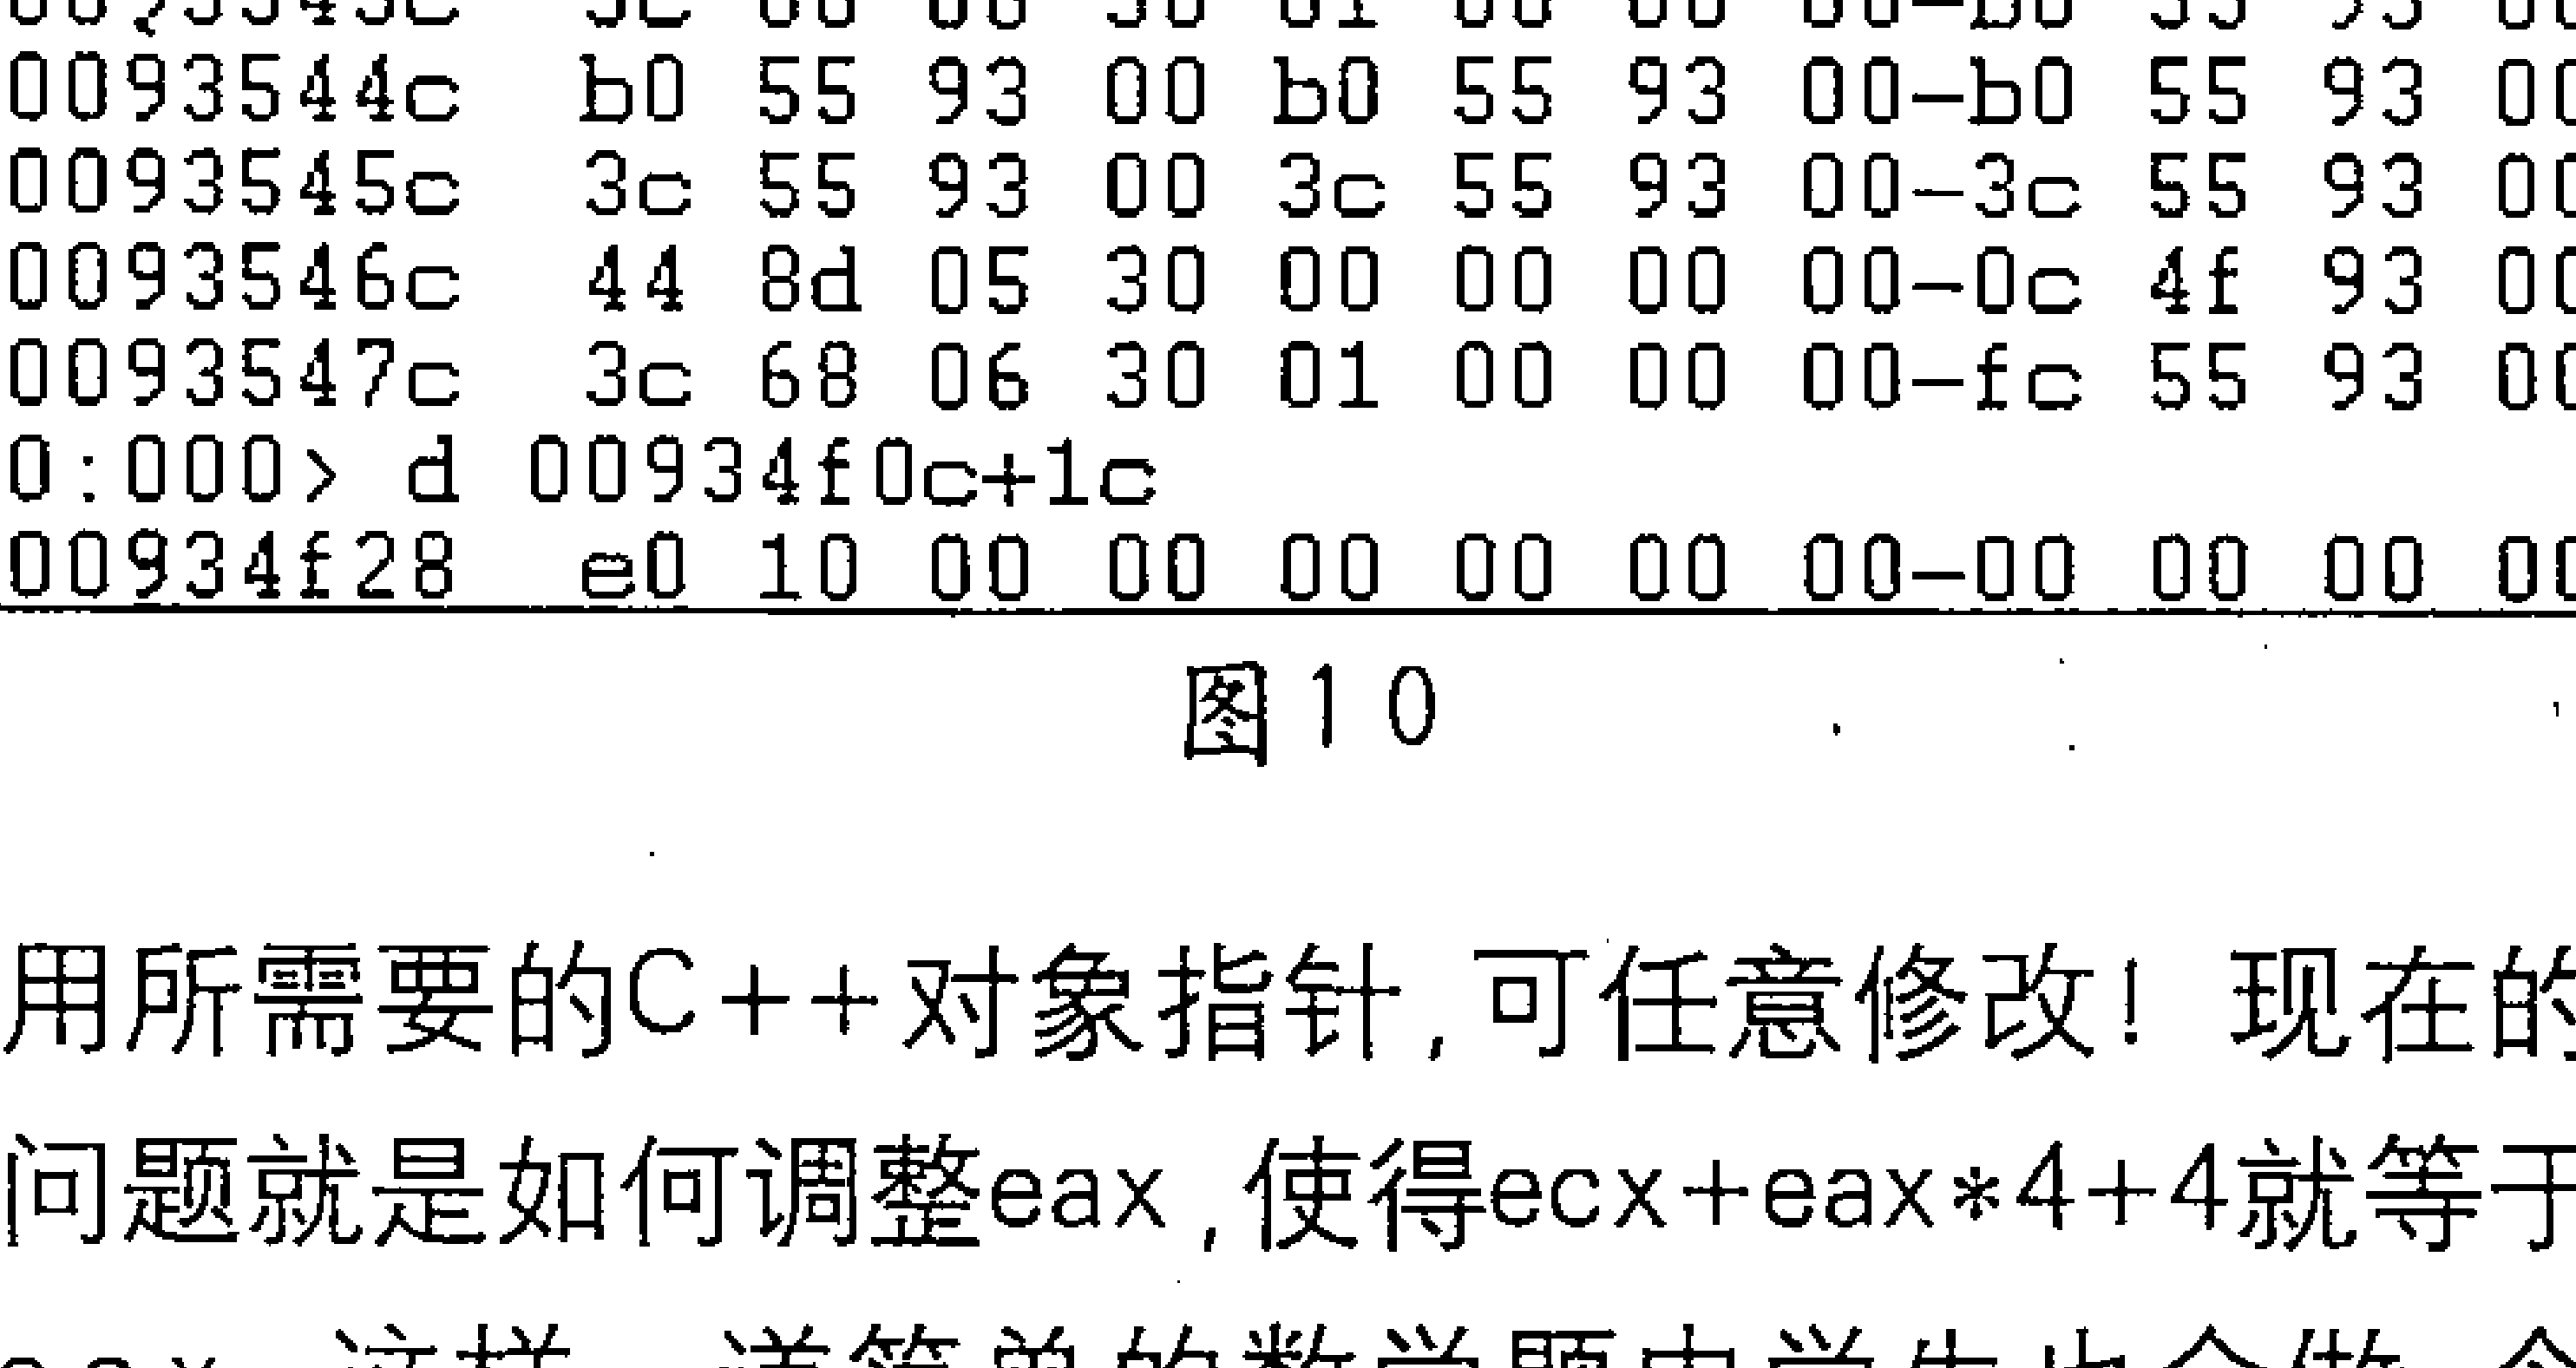 0093544c b0 55 93 00 b0 55 93 00-b0 55 93 00
0093545c 3c 55 93 00 3c 55 93 00-3c 55 93 00
0093546c 44 8d 05 30 00 00 00 00-0c 4f 93 00
0093547c 3c 68 06 30 01 00 00 00-fc 55 93 00
0:000> d 00934f0c+1c
00934f28 e0 10 00 00 00 00 00 00-00 00 00 00
图10
用所需要的C++对象指针,可任意修改! 现在的
问题就是如何调整eax,使得ecx+eax*4+4就等于